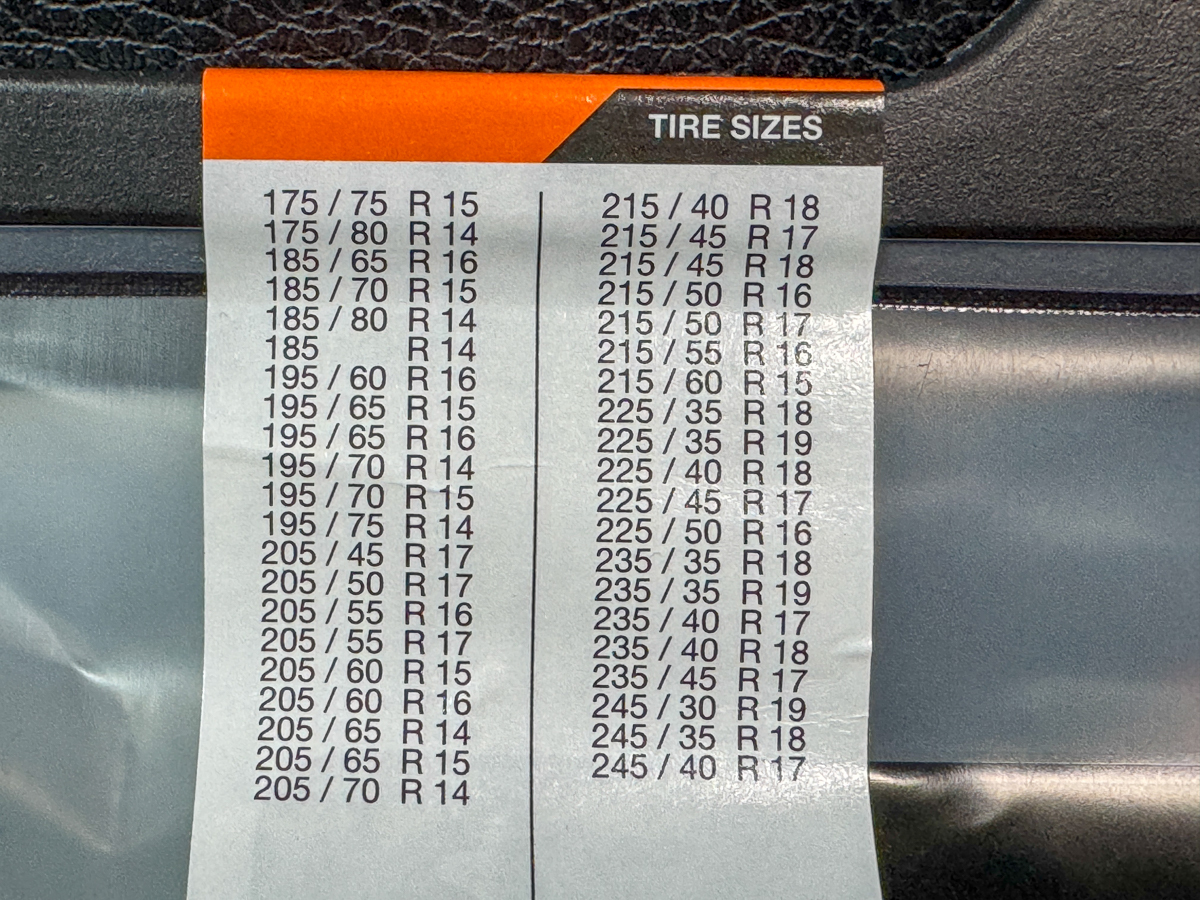 TIRE SIZES
175 / 75 R 15
175 / 80 R 14
185 / 65 R 16
185 / 70 R 15
185 / 80 R 14
185 R 14
195 / 60 R 16
195 / 65 R 15
195 / 65 R 16
195 / 70 R 14
195 / 70 R 15
195 / 75 R 14
205 / 45 R 17
205 / 50 R 17
205 / 55 R 16
205 / 55 R 17
205 / 60 R 15
205 / 60 R 16
205 / 65 R 14
205 / 65 R 15
205 / 70 R 14
215 / 40 R 18
215 / 45 R 17
215 / 45 R 18
215 / 50 R 16
215 / 50 R 17
215 / 55 R 16
215 / 60 R 15
225 / 35 R 18
225 / 35 R 19
225 / 40 R 18
225 / 45 R 17
225 / 50 R 16
235 / 35 R 18
235 / 35 R 19
235 / 40 R 17
235 / 40 R 18
235 / 45 R 17
245 / 30 R 19
245 / 35 R 18
245 / 40 R 17